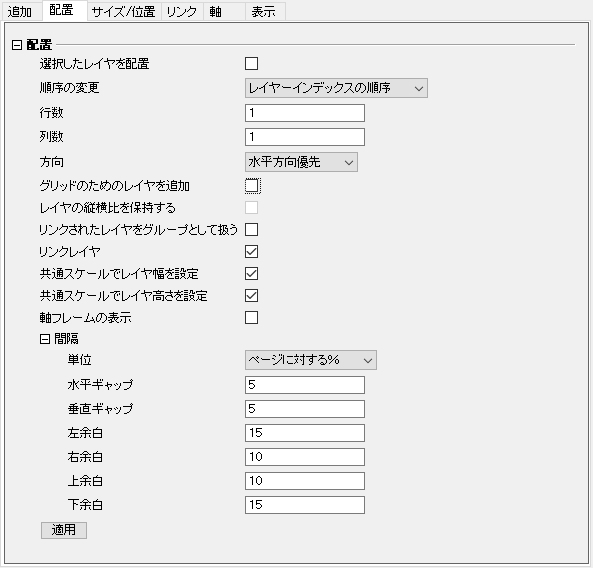 追加 配置 サイズ/位置 リンク 軸 表示
配置
選択したレイヤを配置
順序の変更 レイヤーインデックスの順序
行数 1
列数 1
方向 水平方向優先
グリッドのためのレイヤを追加
レイヤの縦横比を保持する
リンクされたレイヤをグループとして扱う
リンクレイヤ
共通スケールでレイヤ幅を設定
共通スケールでレイヤ高さを設定
軸フレームの表示
間隔
単位 ページに対する%
水平ギャップ 5
垂直ギャップ 5
左余白 15
右余白 10
上余白 10
下余白 15
適用